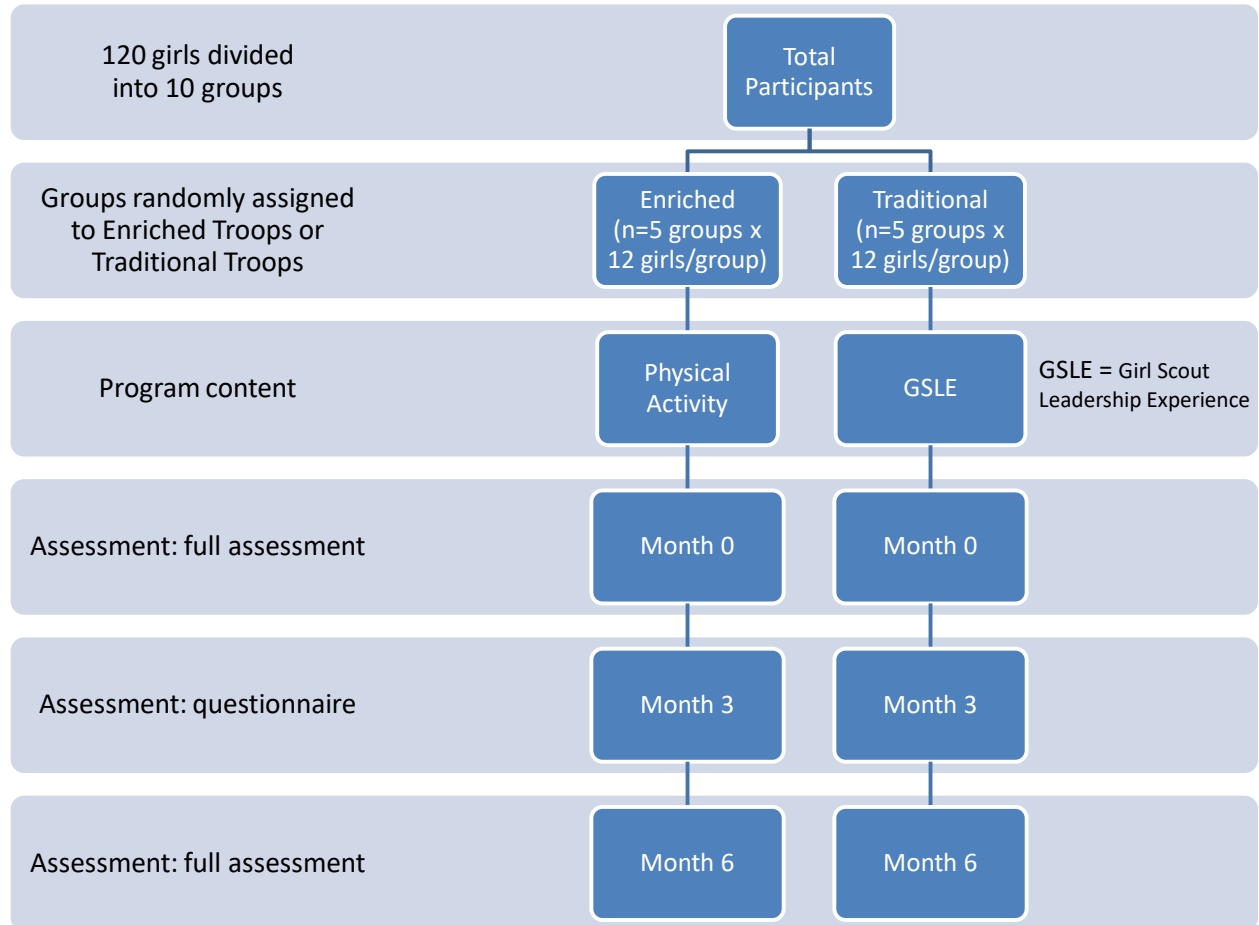 120 girls divided
into 10 groups
Total
Participants
Groups randomly assigned
to Enriched Troops or
Traditional Troops
Enriched
(n=5 groups x
12 girls/group)
Traditional
(n=5 groups x
12 girls/group)
Program content
Physical
Activity
GSLE
GSLE = Girl Scout
Leadership Experience
Assessment: full assessment
Month 0
Month 0
Assessment: questionnaire
Month 3
Month 3
Assessment: full assessment
Month 6
Month 6